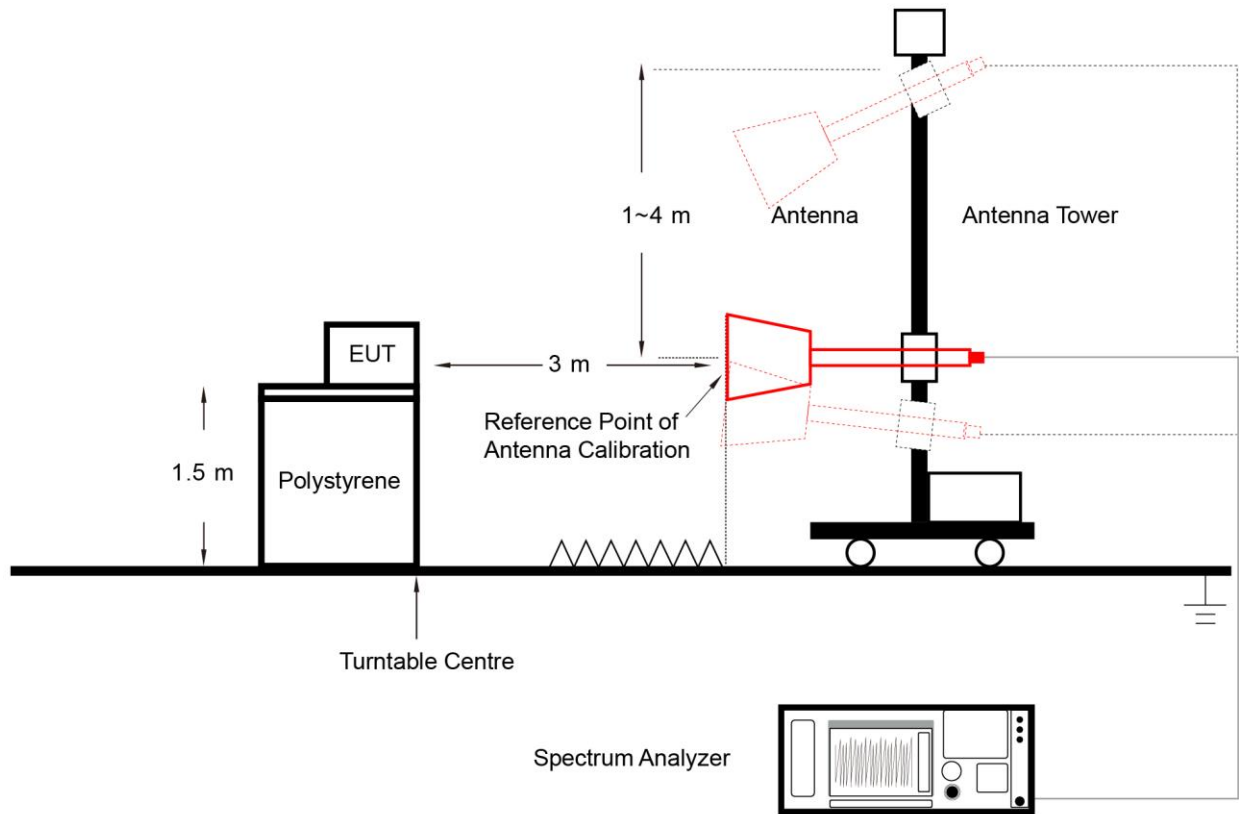 1~4 m
Antenna
Antenna Tower
EUT
3 m
Reference Point of
Antenna Calibration
1.5 m
Polystyrene
Turntable Centre
Spectrum Analyzer